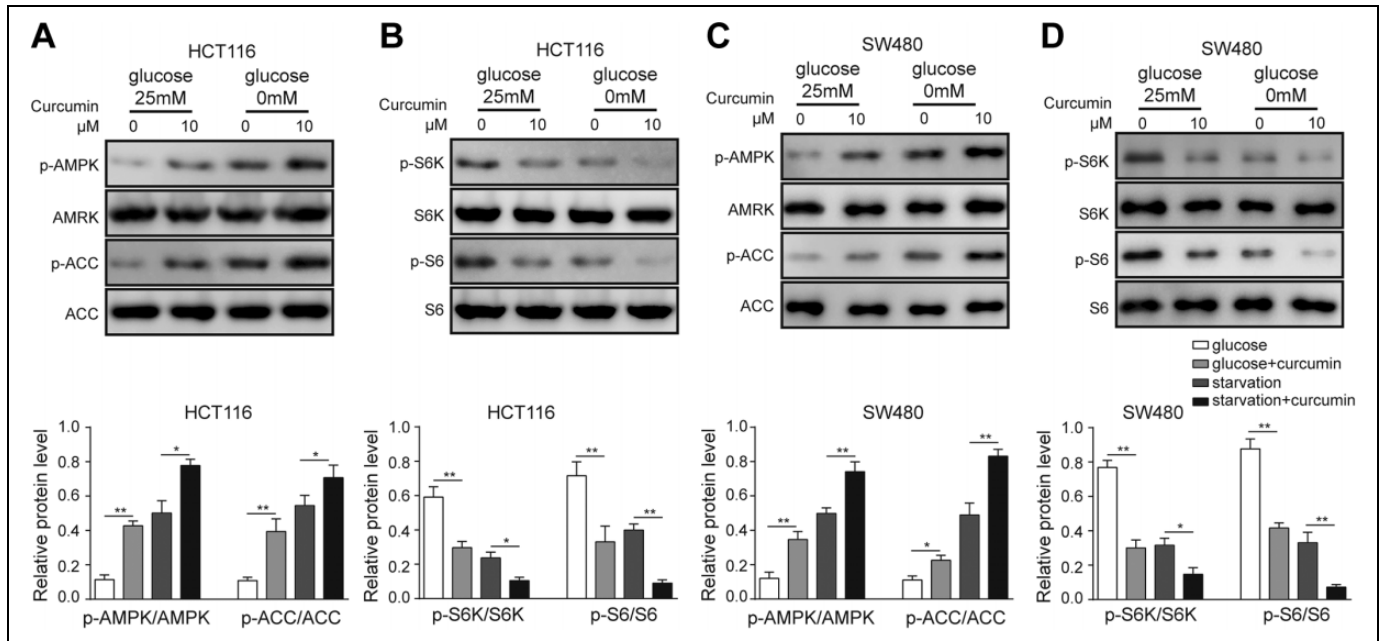 A
HCT116
glucose 25mM
glucose 0mM
Curcumin µM
0 10 0 10
p-AMPK
AMRK
p-ACC
ACC
B
HCT116
glucose 25mM
glucose 0mM
Curcumin µM
0 10 0 10
p-S6K
S6K
p-S6
S6
C
SW480
glucose 25mM
glucose 0mM
Curcumin µM
0 10 0 10
p-AMPK
AMRK
p-ACC
ACC
D
SW480
glucose 25mM
glucose 0mM
Curcumin µM
0 10 0 10
p-S6K
S6K
p-S6
S6
glucose
glucose+curcumin
starvation
starvation+curcumin
HCT116
Relative protein level
1.0
0.8
0.6
0.4
0.2
0.0
** * ** *
p-AMPK/AMPK p-ACC/ACC
HCT116
Relative protein level
1.0
0.8
0.6
0.4
0.2
0.0
** * ** **
p-S6K/S6K p-S6/S6
SW480
Relative protein level
1.0
0.8
0.6
0.4
0.2
0.0
** ** * **
p-AMPK/AMPK p-ACC/ACC
SW480
Relative protein level
1.0
0.8
0.6
0.4
0.2
0.0
** * ** **
p-S6K/S6K p-S6/S6